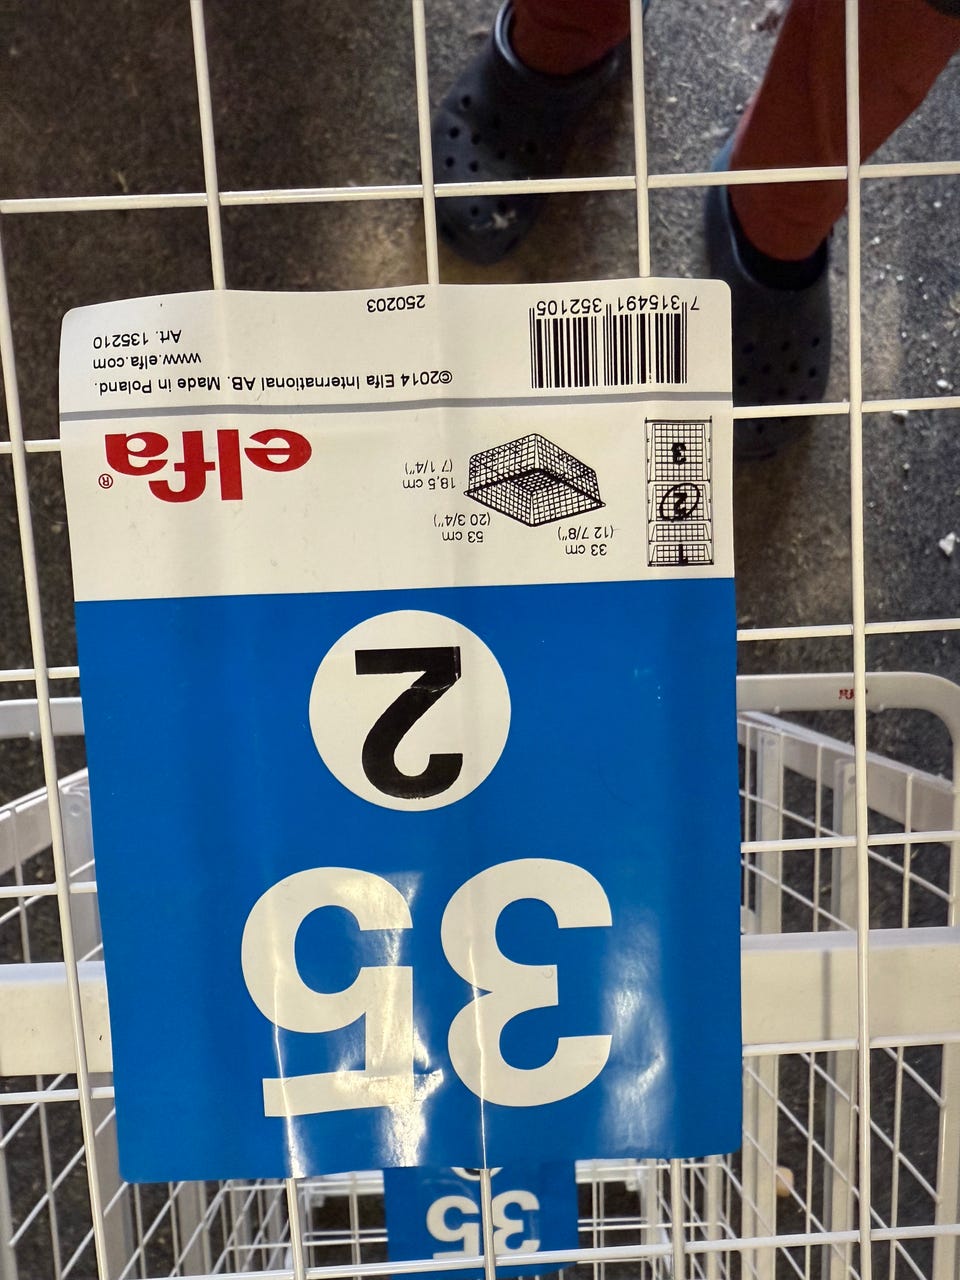 35
2
1
2
3
33 cm
(12 7/8")
53 cm
(20 3/4")
18,5 cm
(7 1/4")
elfa®
©2014 Elfa International AB. Made in Poland.
www.elfa.com
Art. 135210
7 315491 352105
250203
35